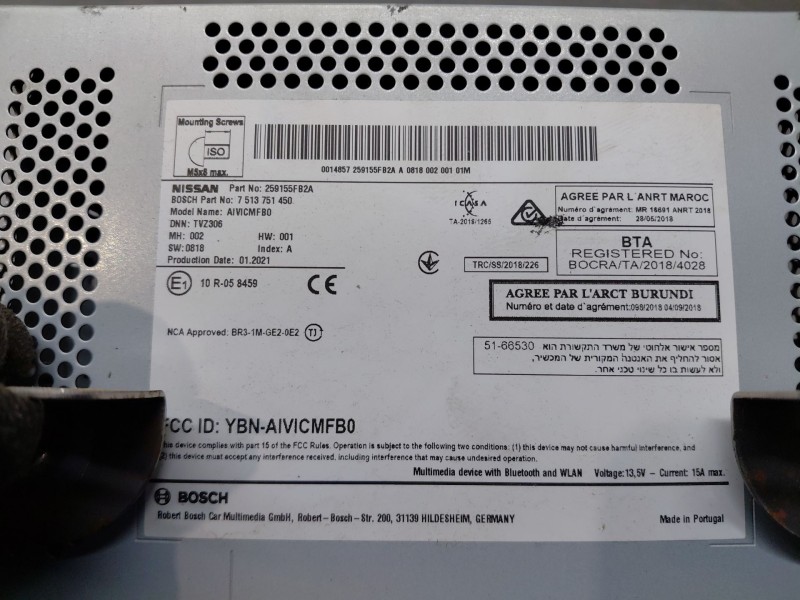 Mounting Screws
ISO
M5x8 max.
0014857 259155FB2A A 0818 002 001 01M
NISSAN Part No: 259155FB2A
BOSCH Part No: 7 513 751 450
Model Name: AIVICMFB0
DNN: TVZ306
MH: 002 HW: 001
SW: 0818 Index: A
Production Date: 01.2021
E1 10 R-05 8459 CE
NCA Approved: BR3-1M-GE2-0E2
ICASA
TA-2018/1265
AGREE PAR L'ANRT MAROC
Numéro d'agrément: MR 16691 ANRT 2018
Date d'agrément: 28/05/2018
BTA
REGISTERED No:
BOCRA/TA/2018/4028
TRC/SS/2018/226
AGREE PAR L'ARCT BURUNDI
Numéro et date d'agrément:098/2018 04/09/2018
מספר אישור אלחוטי של משרד התקשורת הוא 51-66530
אסור להחליף את האנטנה המקורית של המכשיר,
ולא לעשות בו כל שינוי טכני אחר.
FCC ID: YBN-AIVICMFB0
this device complies with part 15 of the FCC Rules. Operation is subject to the following two conditions: (1) this device may not cause harmful interference, and
2) this device must accept any interference received, including interference that may cause undesired operation.
Multimedia device with Bluetooth and WLAN Voltage:13,5V – Current: 15A max.
BOSCH
Robert Bosch Car Multimedia GmbH, Robert-Bosch-Str. 200, 31139 HILDESHEIM, GERMANY Made in Portugal